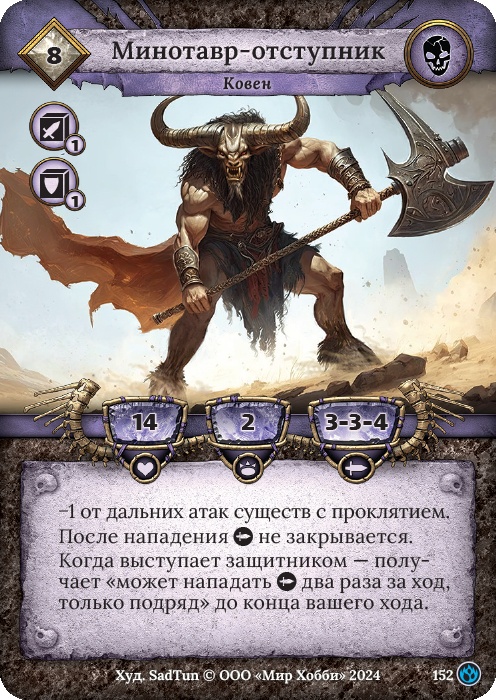 8
Минотавр-отступник
Ковен
1
1
14
2
3-3-4
−1 от дальних атак существ с проклятием.
После нападения не закрывается.
Когда выступает защитником — полу-
чает «может нападать два раза за ход,
только подряд» до конца вашего хода.
Худ. SadTun © ООО «Мир Хобби» 2024
152